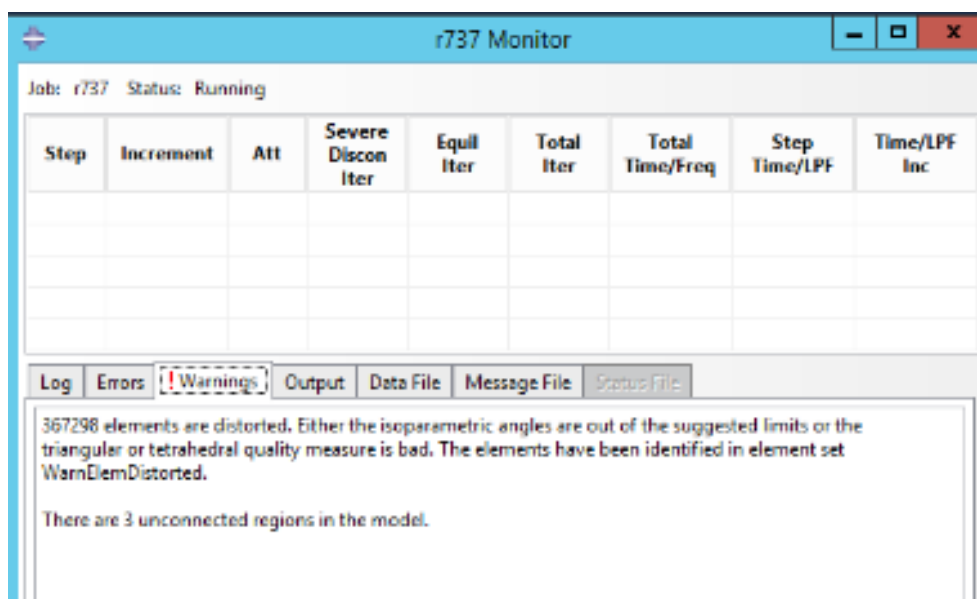 r737 Monitor
Job: r737 Status: Running
Step Increment Att Severe Discon Iter Equil Iter Total Iter Total Time/Freq Step Time/LPF Time/LPF Inc
Log Errors ! Warnings Output Data File Message File Status File
367298 elements are distorted. Either the isoparametric angles are out of the suggested limits or the
triangular or tetrahedral quality measure is bad. The elements have been identified in element set
WarnElemDistorted.
There are 3 unconnected regions in the model.